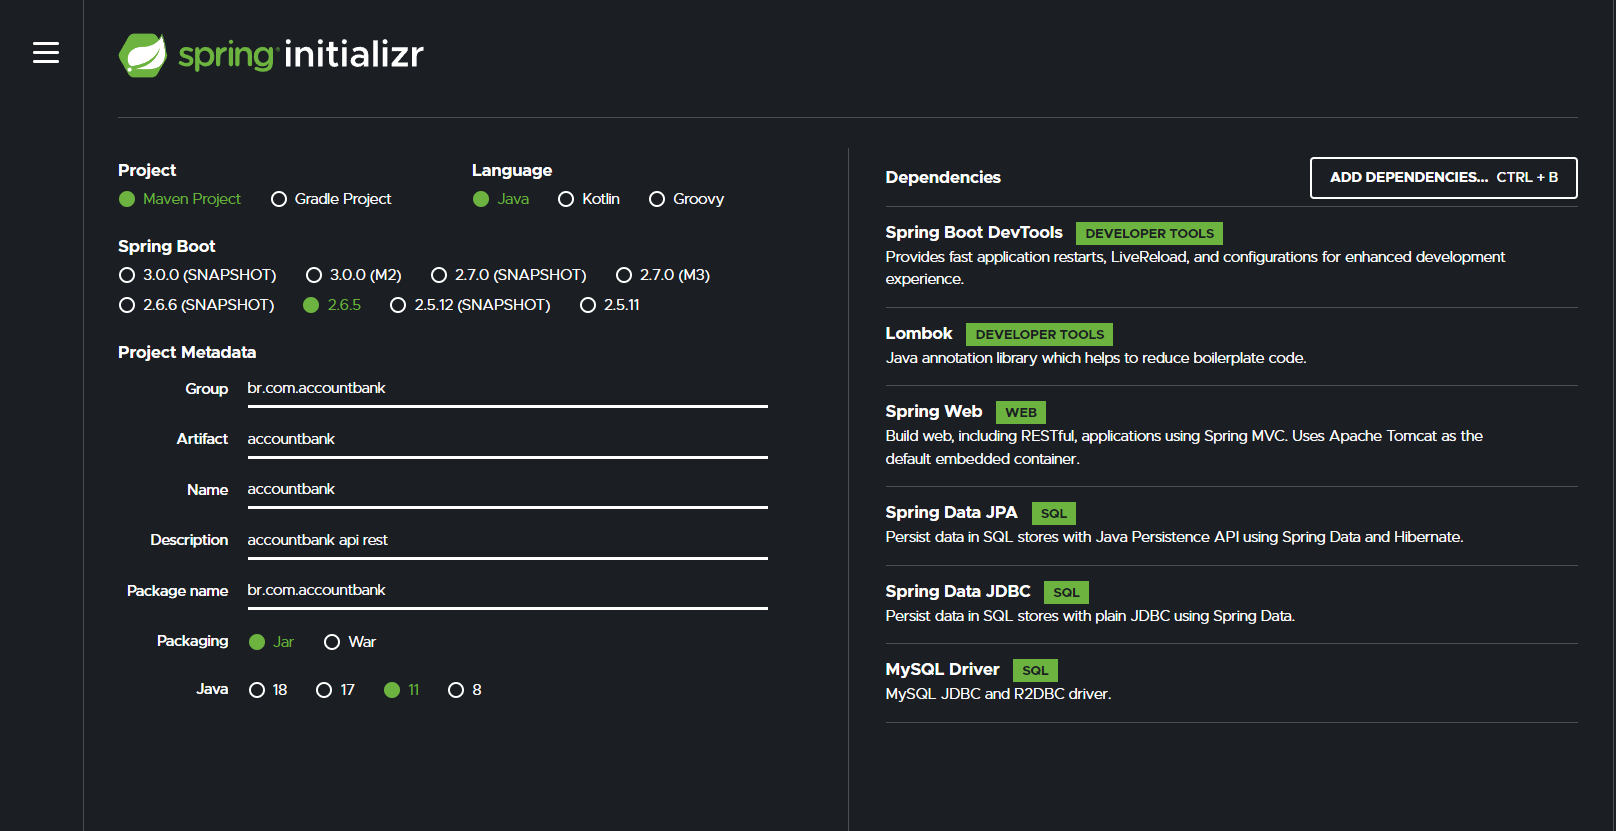 spring initializr
Project
Maven Project Gradle Project
Language
Java Kotlin Groovy
Spring Boot
3.0.0 (SNAPSHOT) 3.0.0 (M2) 2.7.0 (SNAPSHOT) 2.7.0 (M3)
2.6.6 (SNAPSHOT) 2.6.5 2.5.12 (SNAPSHOT) 2.5.11
Project Metadata
Group br.com.accountbank
Artifact accountbank
Name accountbank
Description accountbank api rest
Package name br.com.accountbank
Packaging Jar War
Java 18 17 11 8
Dependencies ADD DEPENDENCIES... CTRL + B
Spring Boot DevTools DEVELOPER TOOLS
Provides fast application restarts, LiveReload, and configurations for enhanced development
experience.
Lombok DEVELOPER TOOLS
Java annotation library which helps to reduce boilerplate code.
Spring Web WEB
Build web, including RESTful, applications using Spring MVC. Uses Apache Tomcat as the
default embedded container.
Spring Data JPA SQL
Persist data in SQL stores with Java Persistence API using Spring Data and Hibernate.
Spring Data JDBC SQL
Persist data in SQL stores with plain JDBC using Spring Data.
MySQL Driver SQL
MySQL JDBC and R2DBC driver.